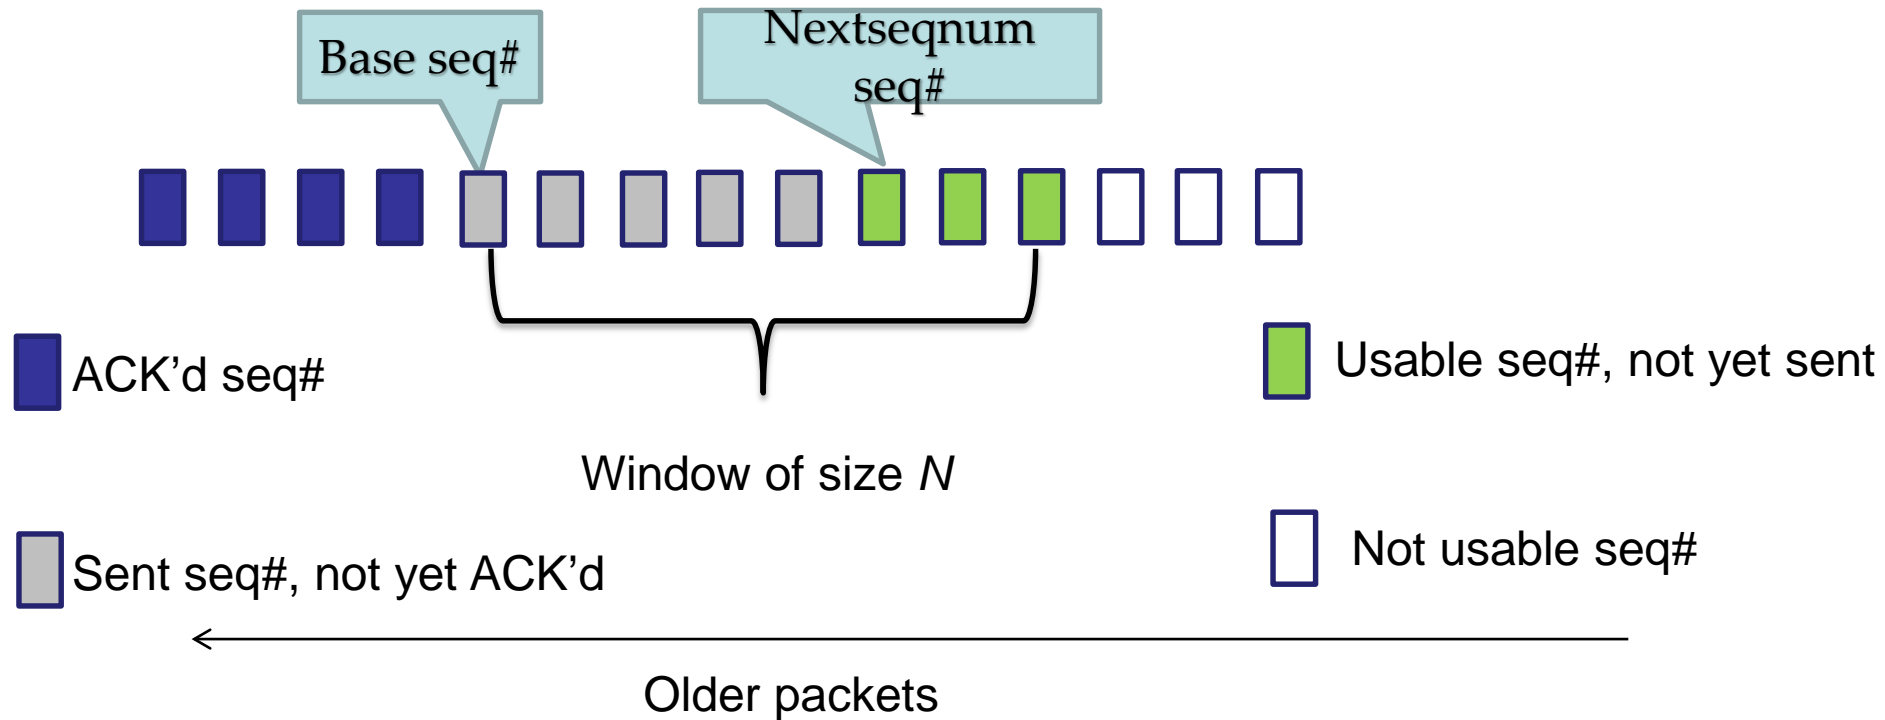 Base seq#
Nextseqnum
seq#
ACK’d seq#
Usable seq#, not yet sent
Window of size N
Sent seq#, not yet ACK’d
Not usable seq#
Older packets